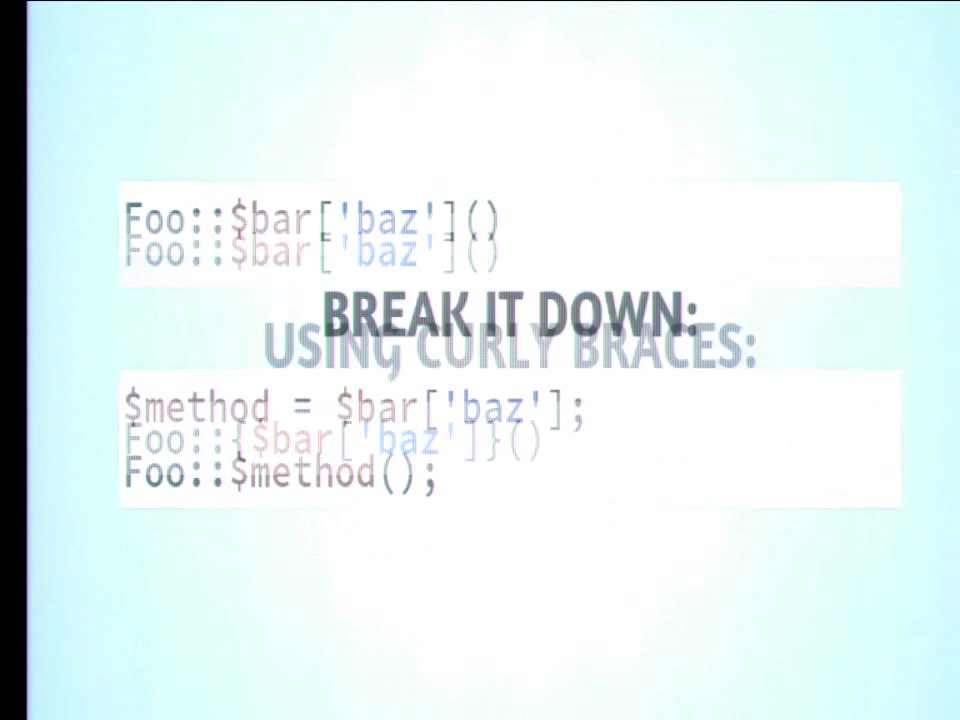 Foo::$bar['baz']()
Foo::$bar['baz']()
BREAK IT DOWN:
USING CURLY BRACES:
$method = $bar['baz'];
Foo::{$bar['baz']}()
Foo::$method();